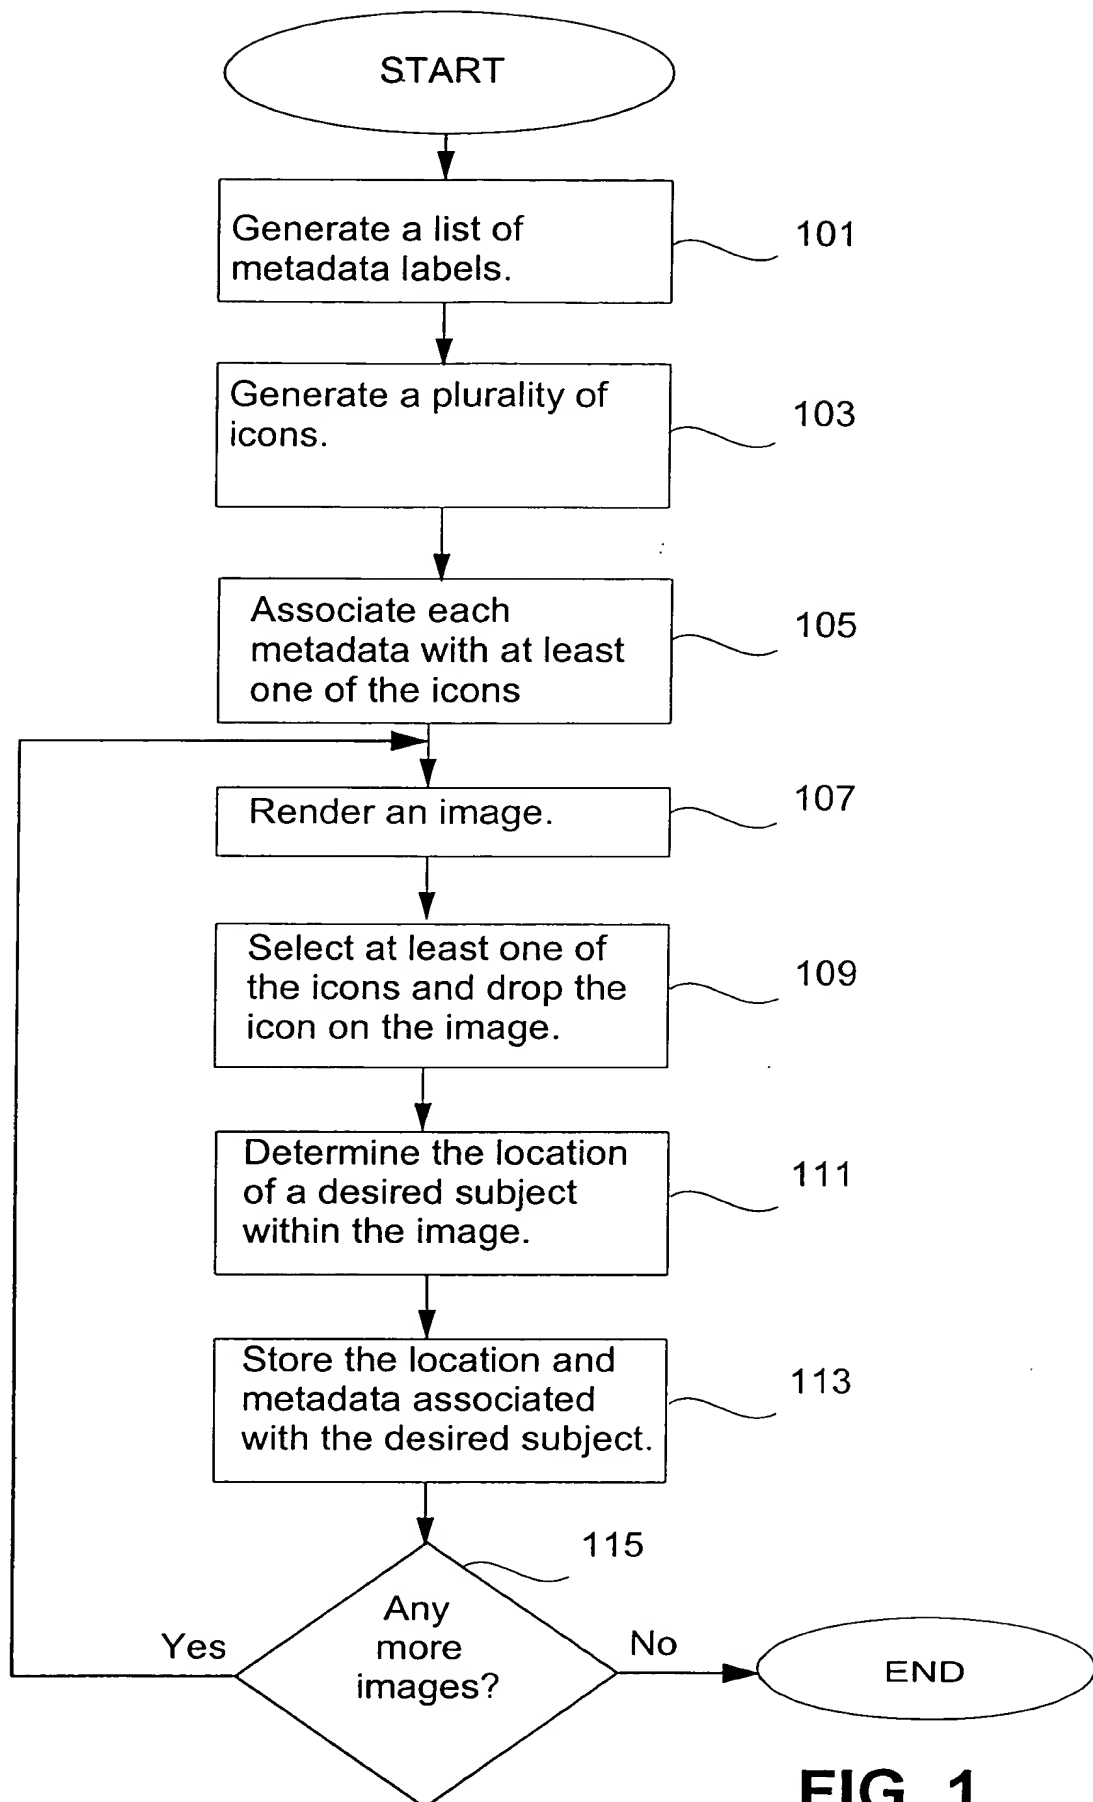 START
Generate a list of
metadata labels.
101
Generate a plurality of
icons.
103
Associate each
metadata with at least
one of the icons
105
Render an image.
107
Select at least one of
the icons and drop the
icon on the image.
109
Determine the location
of a desired subject
within the image.
111
Store the location and
metadata associated
with the desired subject.
113
115
Any
more
images?
Yes
No
END
FIG. 1